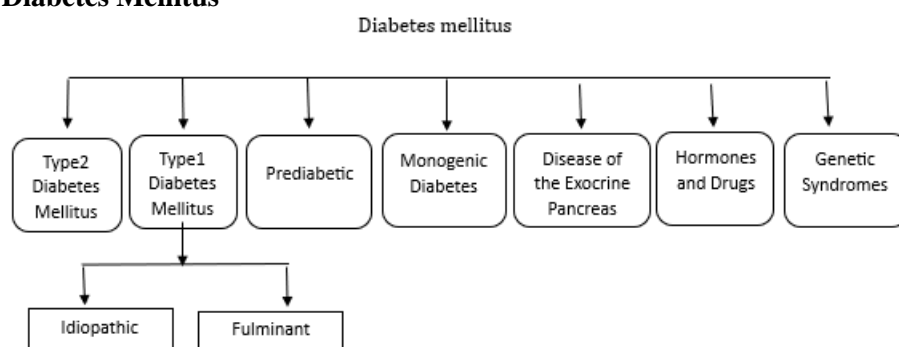 Diabetes Mellitus
Diabetes mellitus
Type2
Diabetes
Mellitus
Type1
Diabetes
Mellitus
Prediabetic
Monogenic
Diabetes
Disease of
the Exocrine
Pancreas
Hormones
and Drugs
Genetic
Syndromes
Idiopathic
Fulminant